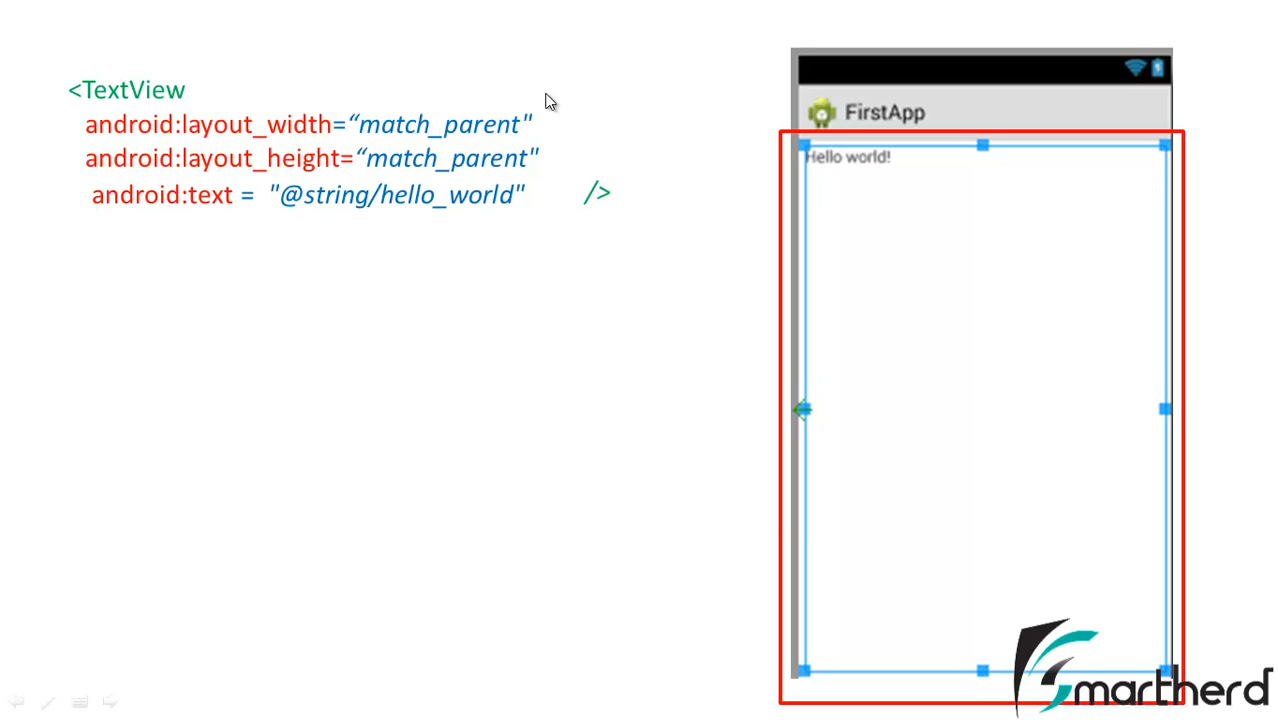 <TextView
android:layout_width=“match_parent"
android:layout_height=“match_parent"
android:text = "@string/hello_world" />
FirstApp
Hello world!
Smartherd